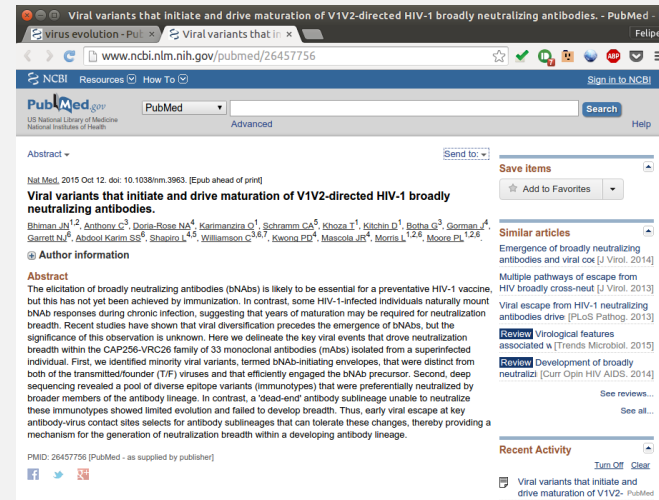 Viral variants that initiate and drive maturation of V1V2-directed HIV-1 broadly neutralizing antibodies. - PubMed -
virus evolution - Pub ×
Viral variants that in ×
Felipe
www.ncbi.nlm.nih.gov/pubmed/26457756
NCBI Resources How To Sign in to NCBI
PubMed.gov
US National Library of Medicine
National Institutes of Health
PubMed
Search
Advanced
Help
Abstract
Send to:
Nat Med. 2015 Oct 12. doi: 10.1038/nm.3963. [Epub ahead of print]
Viral variants that initiate and drive maturation of V1V2-directed HIV-1 broadly
neutralizing antibodies.
Bhiman JN1,2, Anthony C3, Doria-Rose NA4, Karimanzira O1, Schramm CA5, Khoza T1, Kitchin D1, Botha G3, Gorman J4,
Garrett NJ6, Abdool Karim SS6, Shapiro L4,5, Williamson C3,6,7, Kwong PD4, Mascola JR4, Morris L1,2,6, Moore PL1,2,6.
Author information
Abstract
The elicitation of broadly neutralizing antibodies (bNAbs) is likely to be essential for a preventative HIV-1 vaccine,
but this has not yet been achieved by immunization. In contrast, some HIV-1-infected individuals naturally mount
bNAb responses during chronic infection, suggesting that years of maturation may be required for neutralization
breadth. Recent studies have shown that viral diversification precedes the emergence of bNAbs, but the
significance of this observation is unknown. Here we delineate the key viral events that drove neutralization
breadth within the CAP256-VRC26 family of 33 monoclonal antibodies (mAbs) isolated from a superinfected
individual. First, we identified minority viral variants, termed bNAb-initiating envelopes, that were distinct from
both of the transmitted/founder (T/F) viruses and that efficiently engaged the bNAb precursor. Second, deep
sequencing revealed a pool of diverse epitope variants (immunotypes) that were preferentially neutralized by
broader members of the antibody lineage. In contrast, a 'dead-end' antibody sublineage unable to neutralize
these immunotypes showed limited evolution and failed to develop breadth. Thus, early viral escape at key
antibody-virus contact sites selects for antibody sublineages that can tolerate these changes, thereby providing a
mechanism for the generation of neutralization breadth within a developing antibody lineage.
PMID: 26457756 [PubMed - as supplied by publisher]
Save items
Add to Favorites
Similar articles
Emergence of broadly neutralizing
antibodies and viral coe [J Virol. 2014]
Multiple pathways of escape from
HIV broadly cross-neut [J Virol. 2013]
Viral escape from HIV-1 neutralizing
antibodies drive [PLoS Pathog. 2013]
Review Virological features
associated w [Trends Microbiol. 2015]
Review Development of broadly
neutralizi [Curr Opin HIV AIDS. 2014]
See reviews...
See all...
Recent Activity
Turn Off Clear
Viral variants that initiate and
drive maturation of V1V2- PubMed